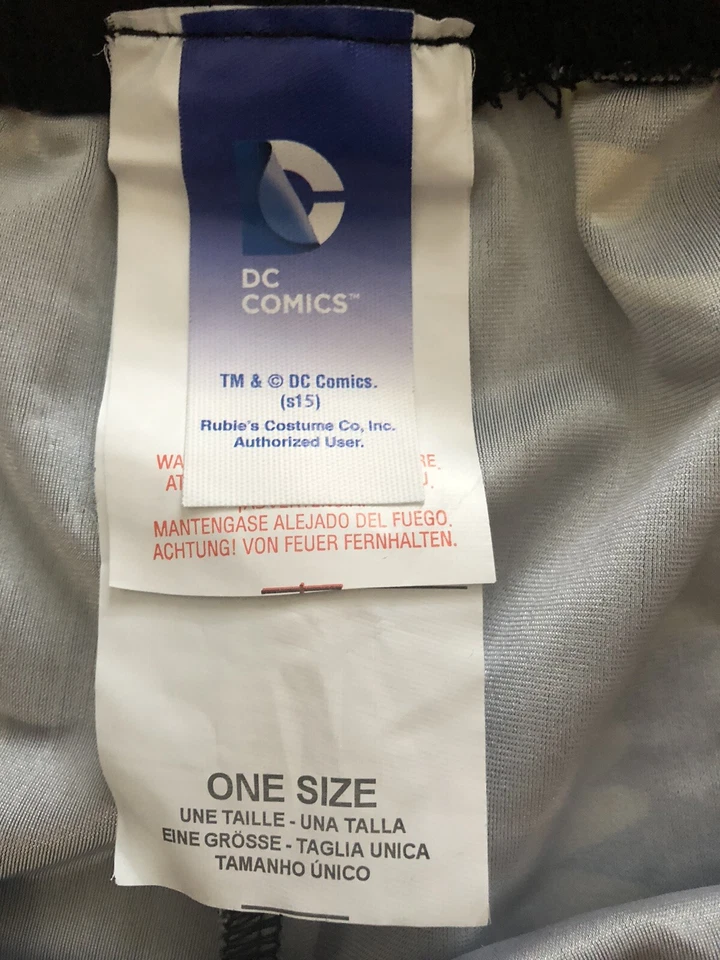 DC
COMICS™
TM & © DC Comics.
(s15)
Rubie's Costume Co, Inc.
Authorized User.
MANTENGASE ALEJADO DEL FUEGO.
ACHTUNG! VON FEUER FERNHALTEN.
ONE SIZE
UNE TAILLE - UNA TALLA
EINE GRÖSSE - TAGLIA UNICA
TAMANHO ÚNICO